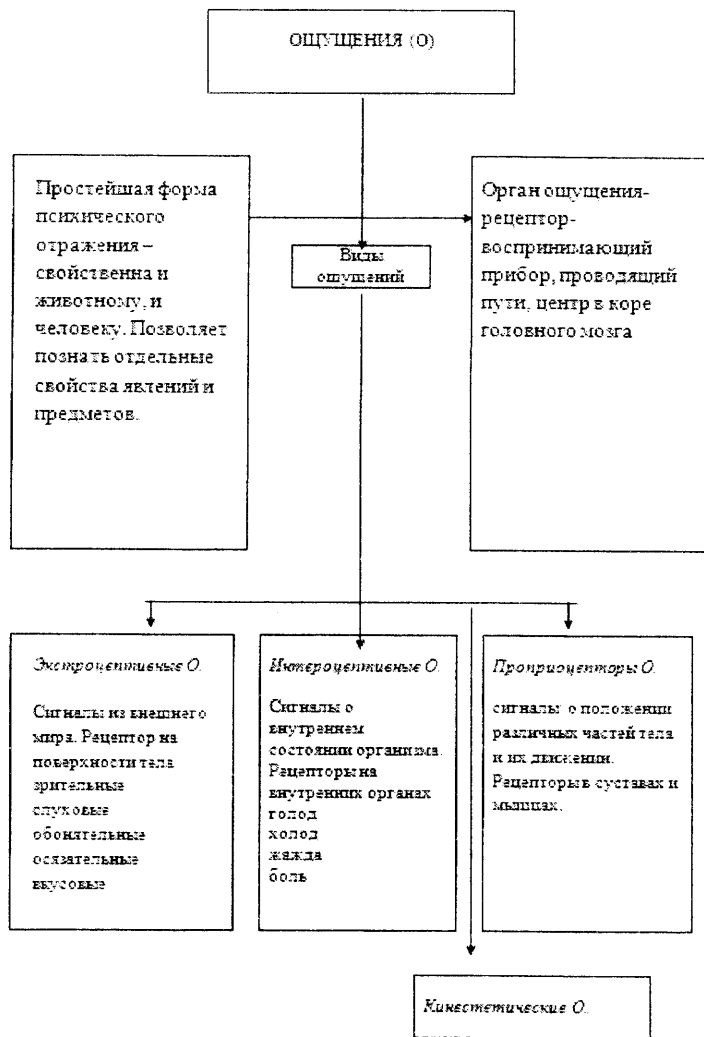 ОЩУЩЕНИЯ (О)
Простейшая форма
психического
отражения –
свойственна и
животному, и
человеку. Позволяет
познать отдельные
свойства явлений и
предметов.
Орган ощущения-
рецептор-
воспринимающий
прибор, проводящий
пути, центр в коре
головного мозга
Виды
ощущений
Экстроцептивные О.
Сигналы из внешнего
мира. Рецептор на
поверхности тела
зрительные
слуховые
обонятельные
осязательные
вкусовые
Интероцептивные О.
Сигналы о
внутреннем
состоянии организма.
Рецепторы на
внутренних органах
голод
холод
жажда
боль
Проприоцепторы О.
сигналы о положении
различных частей тела
и их движении.
Рецепторы в суставах и
мышцах.
Кинестетические О.